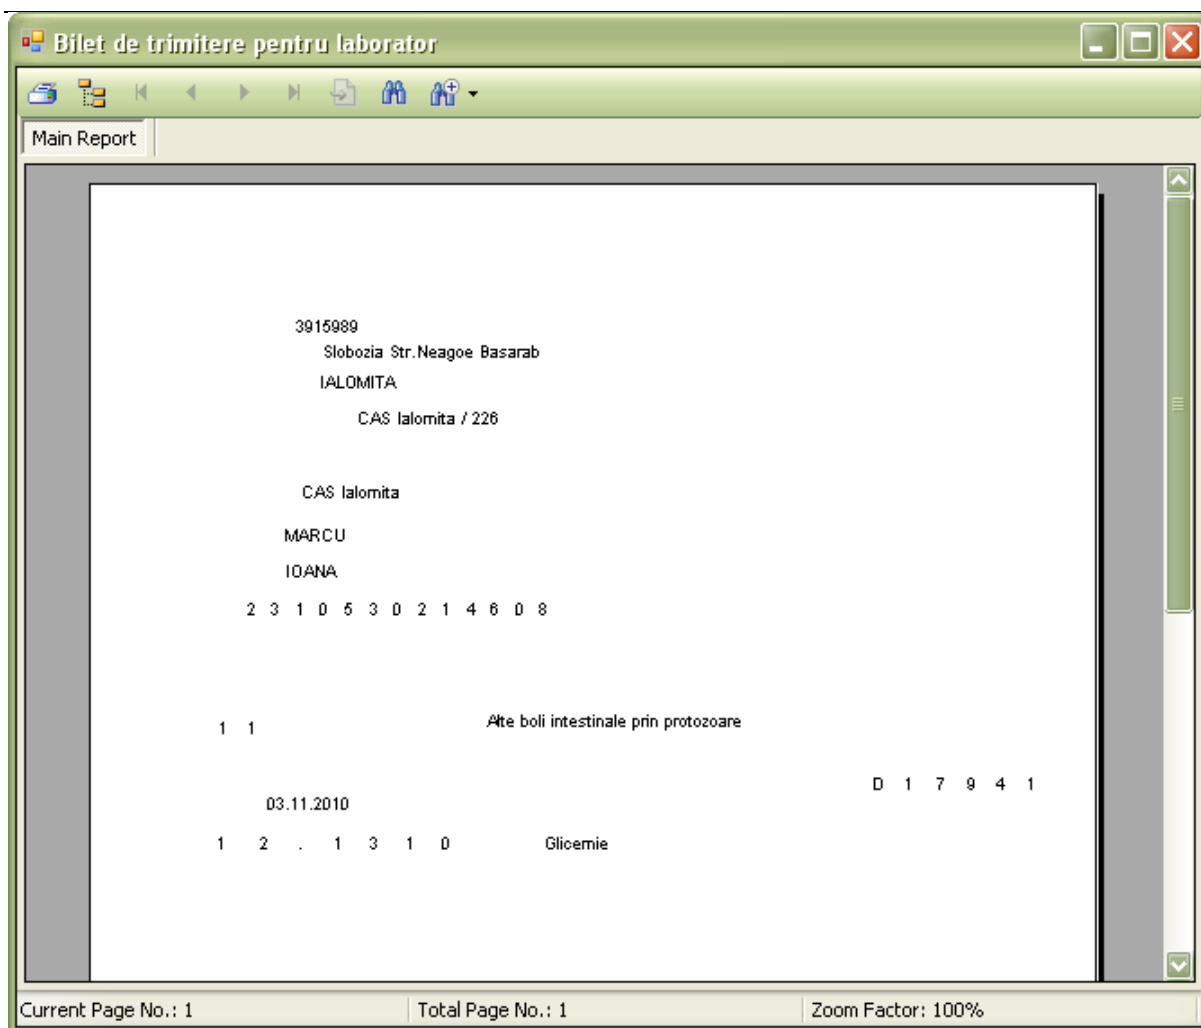 Bilet de trimitere pentru laborator
Main Report
3915989
Slobozia Str.Neagoe Basarab
IALOMITA
CAS Ialomita / 226
CAS Ialomita
MARCU
IOANA
2 3 1 0 5 3 0 2 1 4 6 0 8
1 1 Alte boli intestinale prin protozoare
D 1 7 9 4 1
03.11.2010
1 2 . 1 3 1 0 Glicemie
Current Page No.: 1 Total Page No.: 1 Zoom Factor: 100%